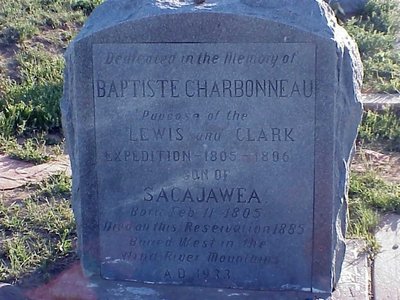 Dedicated in the Memory of
BAPTISTE CHARBONNEAU
Papoose of the
LEWIS and CLARK
EXPEDITION-1805-1806
SON OF
SACAJAWEA
Born Feb 11 1805
Died on this Reservation 1885
Buried West in the
Wind River Mountains
A.D. 1933